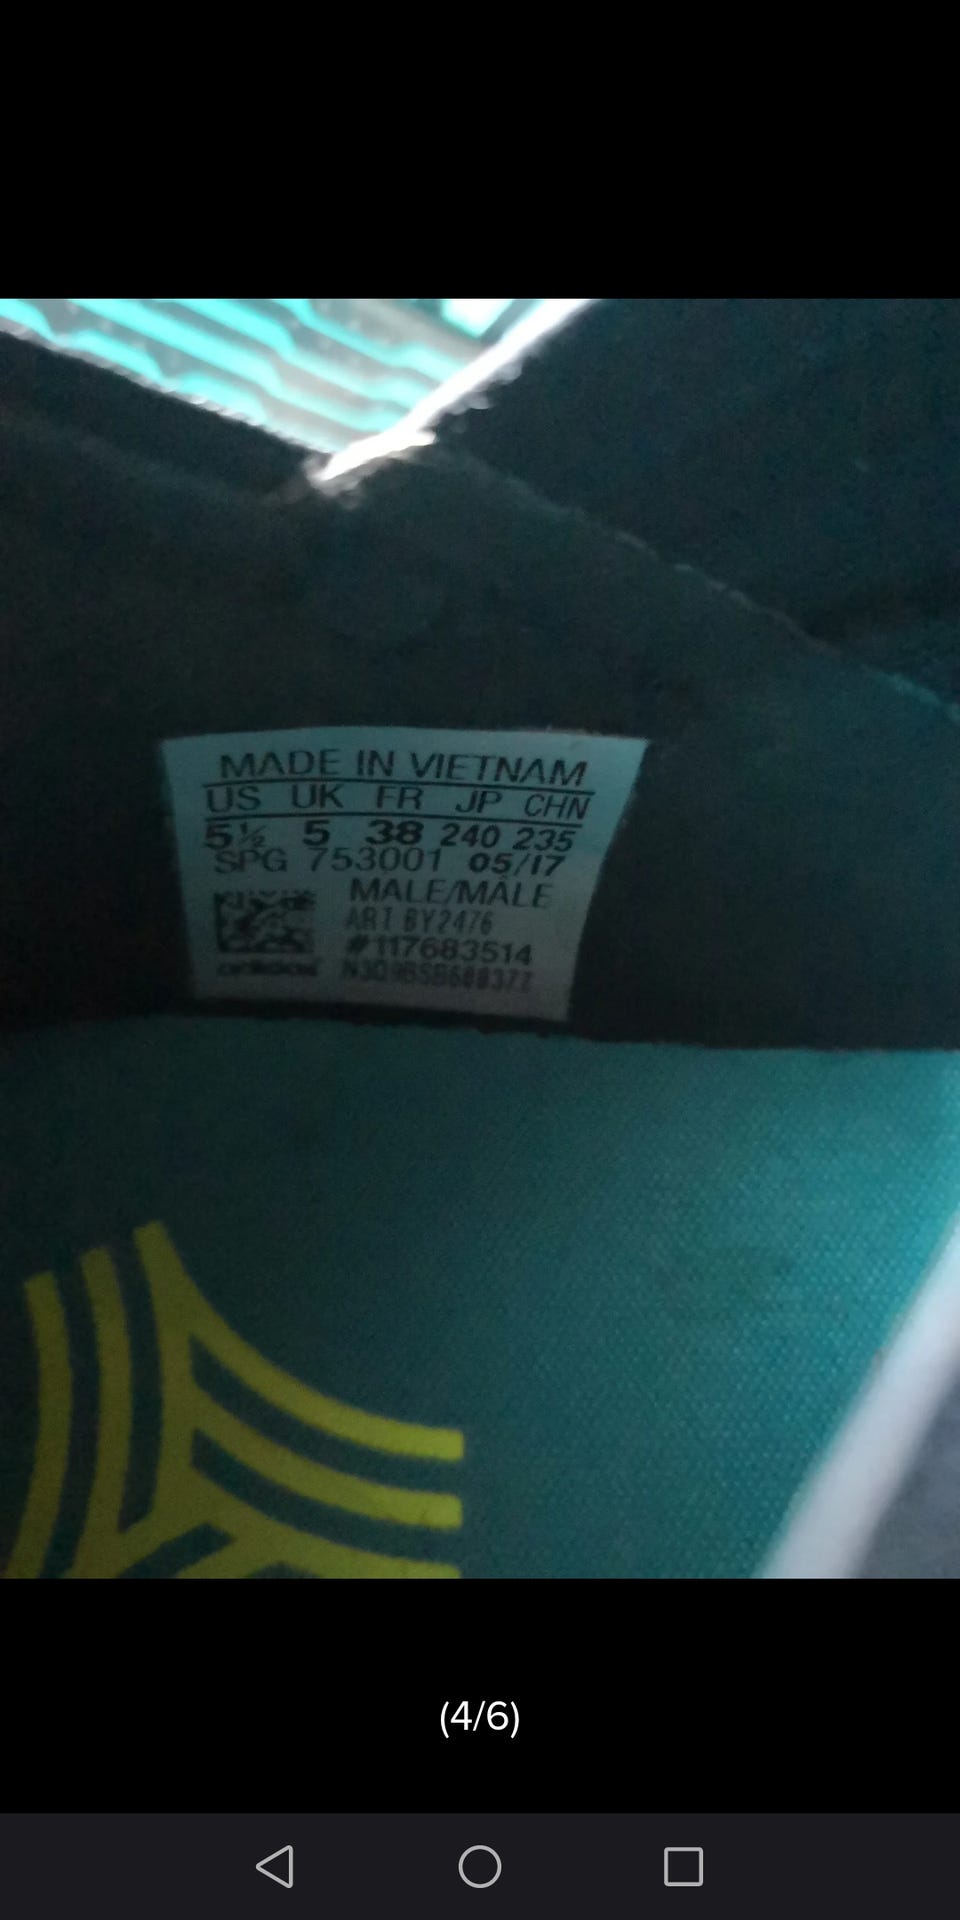 MADE IN VIETNAM
US UK FR JP CHN
5½ 5 38 240 235
SPG 753001 05/17
MALE/MÂLE
ART BY2476
#117683514
adidas
(4/6)